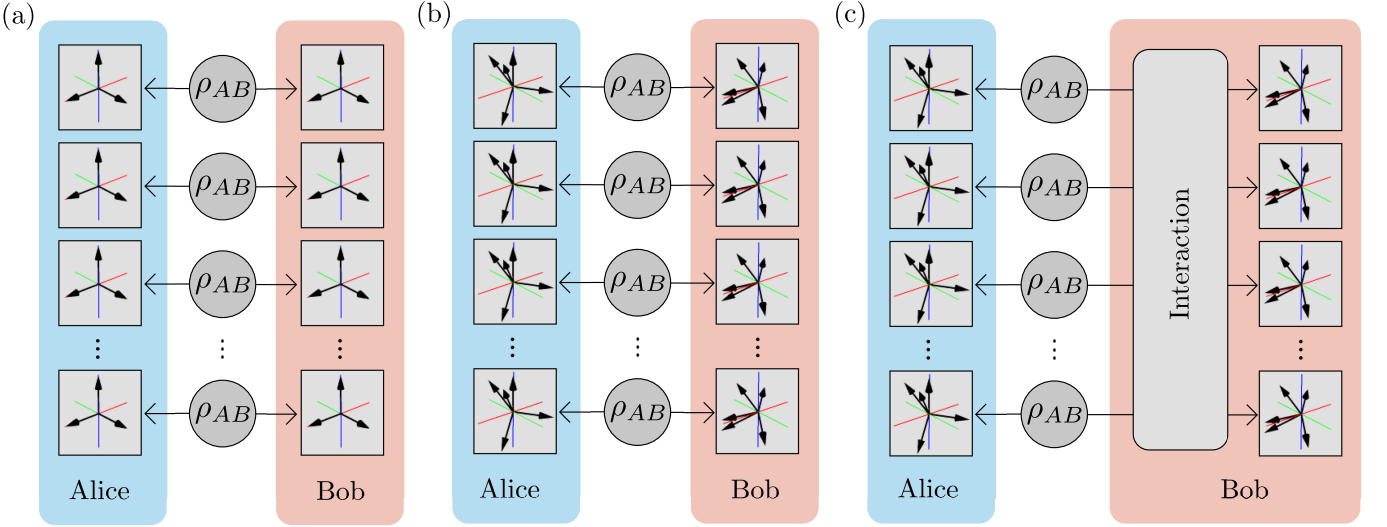 (a)
ρAB
ρAB
ρAB
⋮ ⋮ ⋮
ρAB
Alice Bob
(b)
ρAB
ρAB
ρAB
⋮ ⋮ ⋮
ρAB
Alice Bob
(c)
ρAB
ρAB
ρAB
⋮ ⋮ ⋮
ρAB
Interaction
Alice Bob